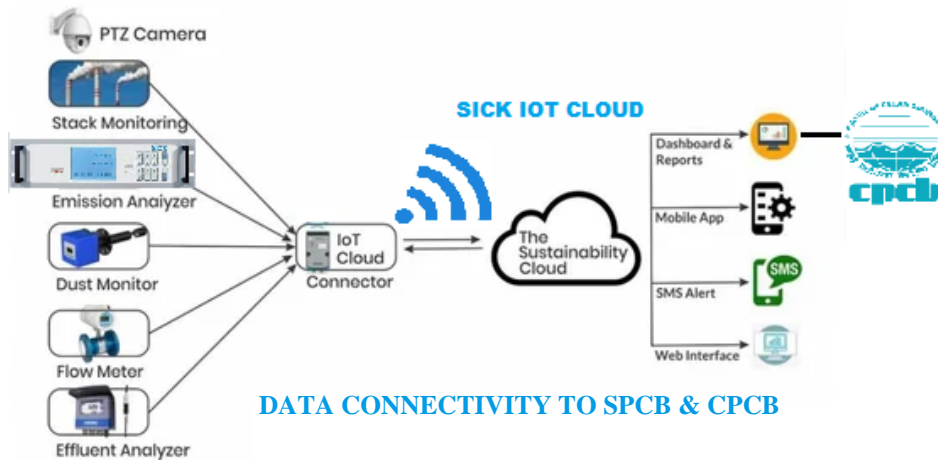 PTZ Camera
Stack Monitoring
Emission Analyzer
Dust Monitor
Flow Meter
Effluent Analyzer
IoT
Cloud
Connector
SICK IOT CLOUD
The
Sustainability
Cloud
Dashboard &
Reports
Mobile App
SMS Alert
SMS
Web Interface
cpcb
DATA CONNECTIVITY TO SPCB & CPCB